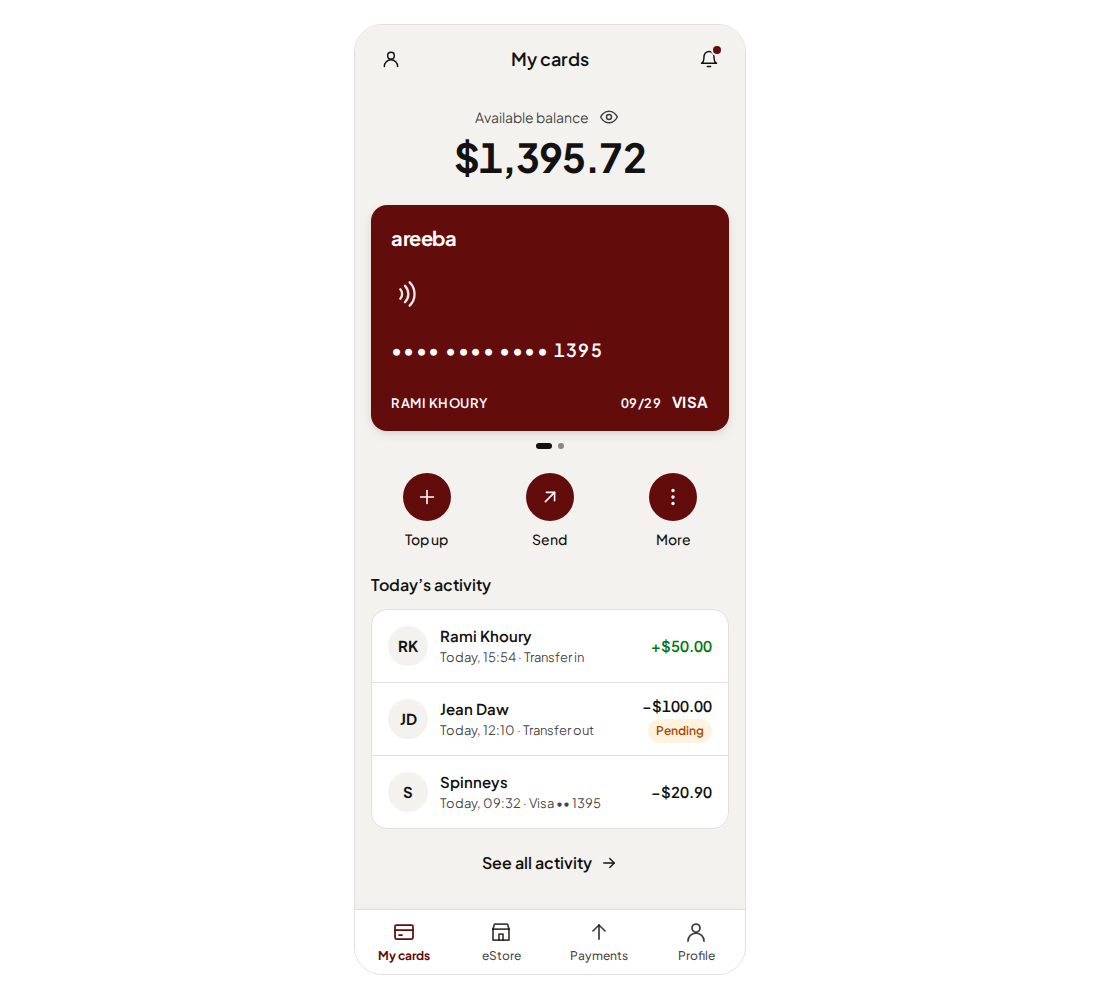 My cards
Available balance
$1,395.72
areeba
•••• •••• •••• 1395
RAMI KHOURY 09/29 VISA
Top up Send More
Today’s activity
RK Rami Khoury +$50.00
Today, 15:54 · Transfer in
JD Jean Daw −$100.00
Today, 12:10 · Transfer out Pending
S Spinneys −$20.90
Today, 09:32 · Visa •• 1395
See all activity →
My cards eStore Payments Profile